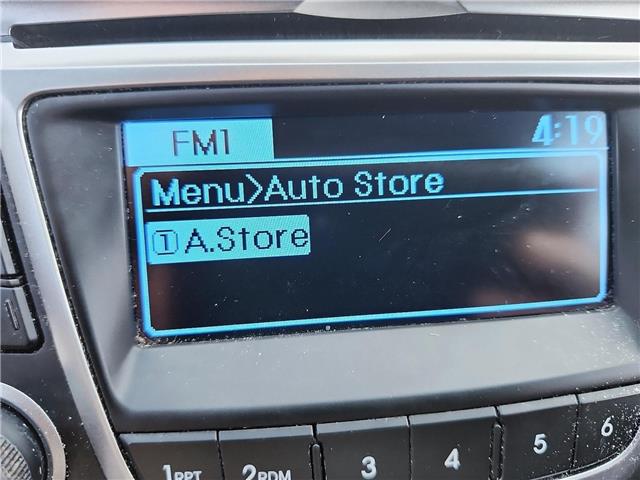 FM1 4:19
Menu>Auto Store
1 A.Store
1RPT 2RDM 3 4 5 6